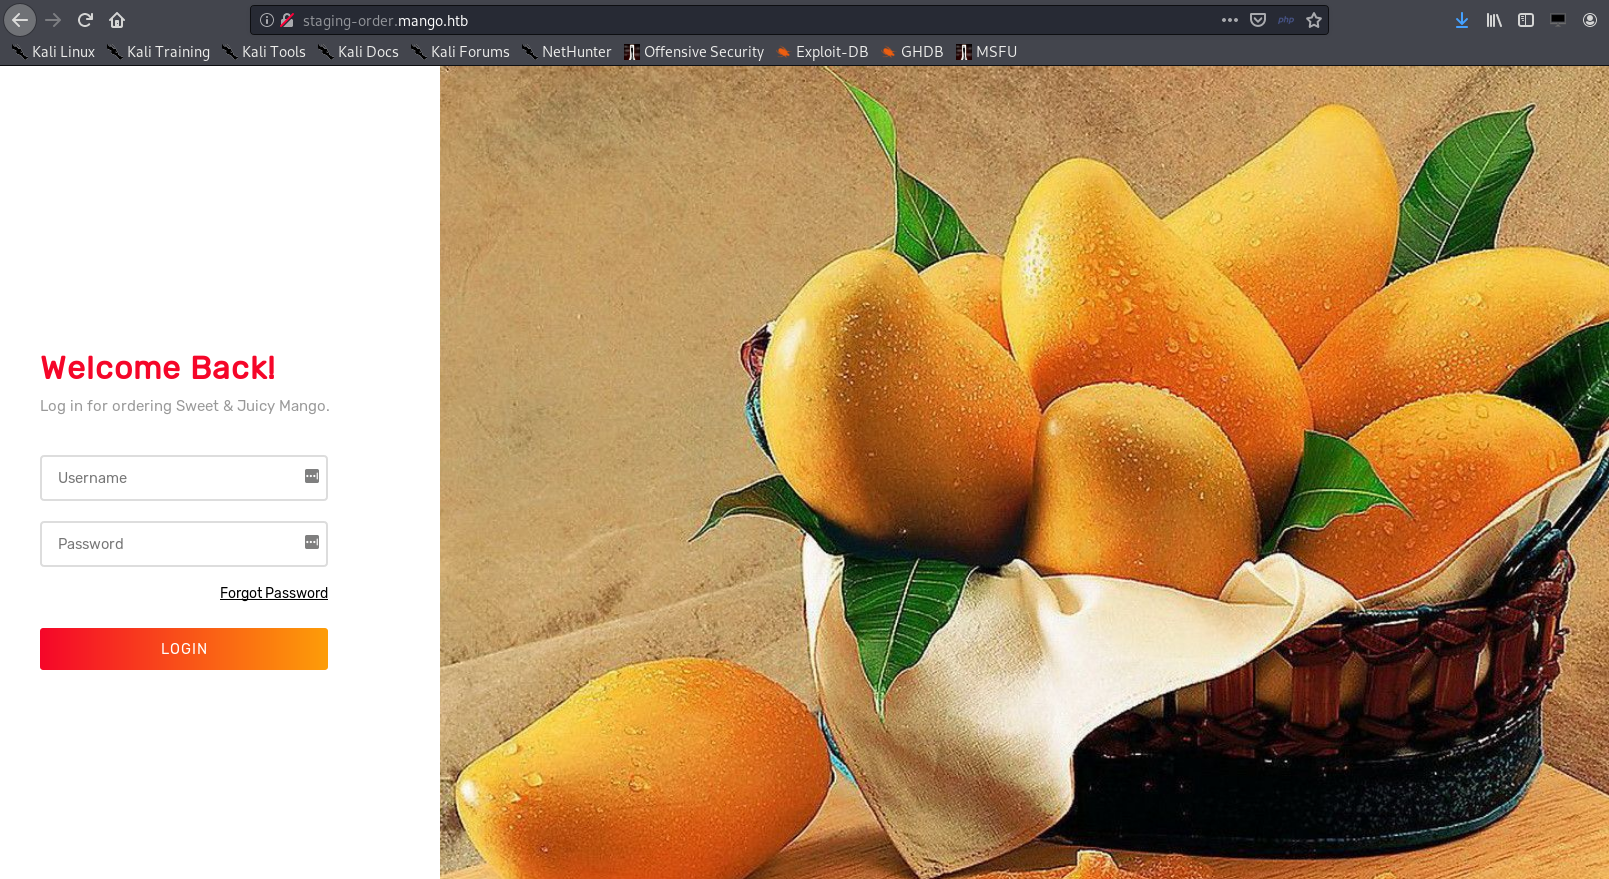 staging-order.mango.htb
php
Kali Linux Kali Training Kali Tools Kali Docs Kali Forums NetHunter Offensive Security Exploit-DB GHDB MSFU
Welcome Back!
Log in for ordering Sweet & Juicy Mango.
Username
Password
Forgot Password
LOGIN